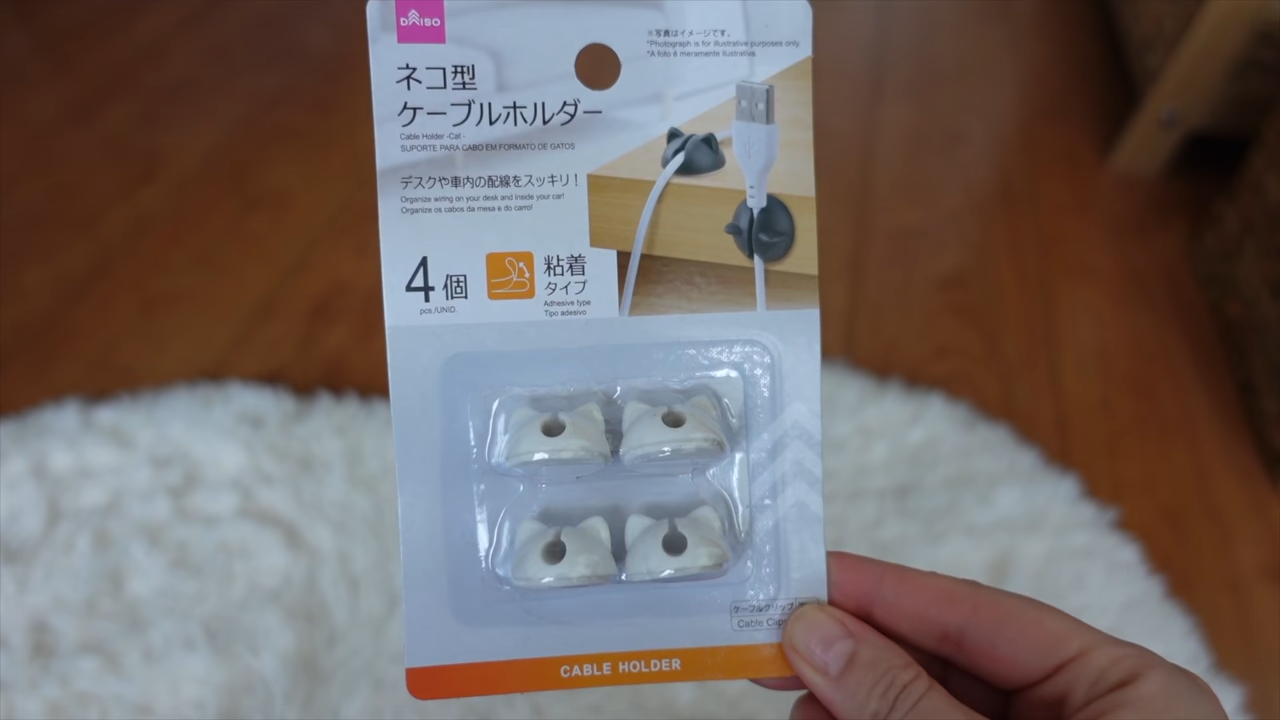 DAISO
※写真はイメージです。
*Photograph is for illustrative purposes only.
*A foto é meramente illustrativa.
ネコ型
ケーブルホルダー
Cable Holder -Cat -
SUPORTE PARA CABO EM FORMATO DE GATOS
デスクや車内の配線をスッキリ！
Organize wiring on your desk and inside your car!
Organize os cabos da mesa e do carro!
4個
pcs./UNID.
粘着
タイプ
Adhesive type
Tipo adesivo
ケーブルクリップ
Cable
CABLE HOLDER